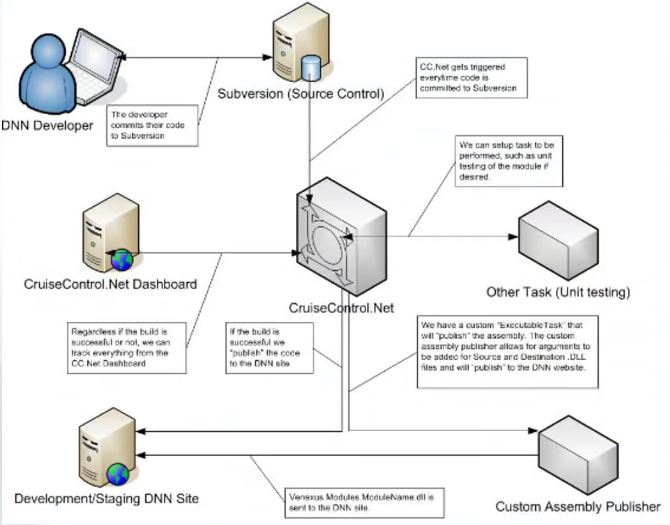 CC.Net gets triggered
everytime code is
committed to Subversion
Subversion (Source Control)
The developer
commits their code
to Subversion
DNN Developer
We can setup task to be
performed, such as unit
testing of the module if
desired.
CruiseControl.Net Dashboard
Other Task (Unit testing)
CruiseControl.Net
Regardless if the build is
successful or not, we can
track everything from the
CC.Net Dashboard
If the build is
successful we
"publish" the code
to the DNN site
We have a custom "ExecutableTask" that
will "publish" the assembly. The custom
assembly publisher allows for arguments to
be added for Source and Destination .DLL
files and will "publish" to the DNN website.
Development/Staging DNN Site
Venexus.Modules.ModuleName.dll is
sent to the DNN site.
Custom Assembly Publisher